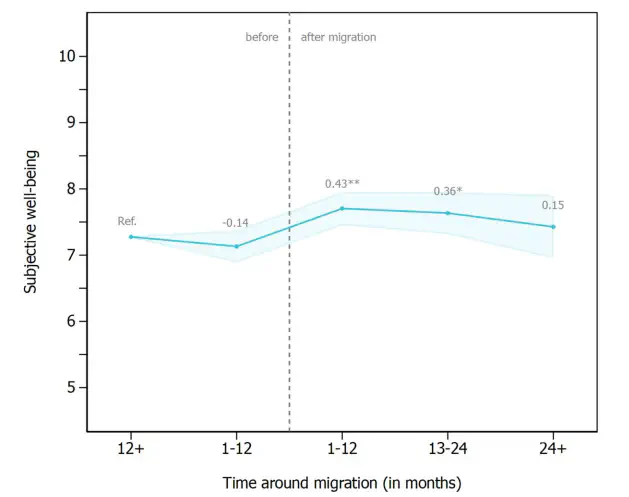 before after migration
10
9
8
7
6
5
Subjective well-being
Ref.
-0.14
0.43**
0.36*
0.15
12+ 1-12 1-12 13-24 24+
Time around migration (in months)